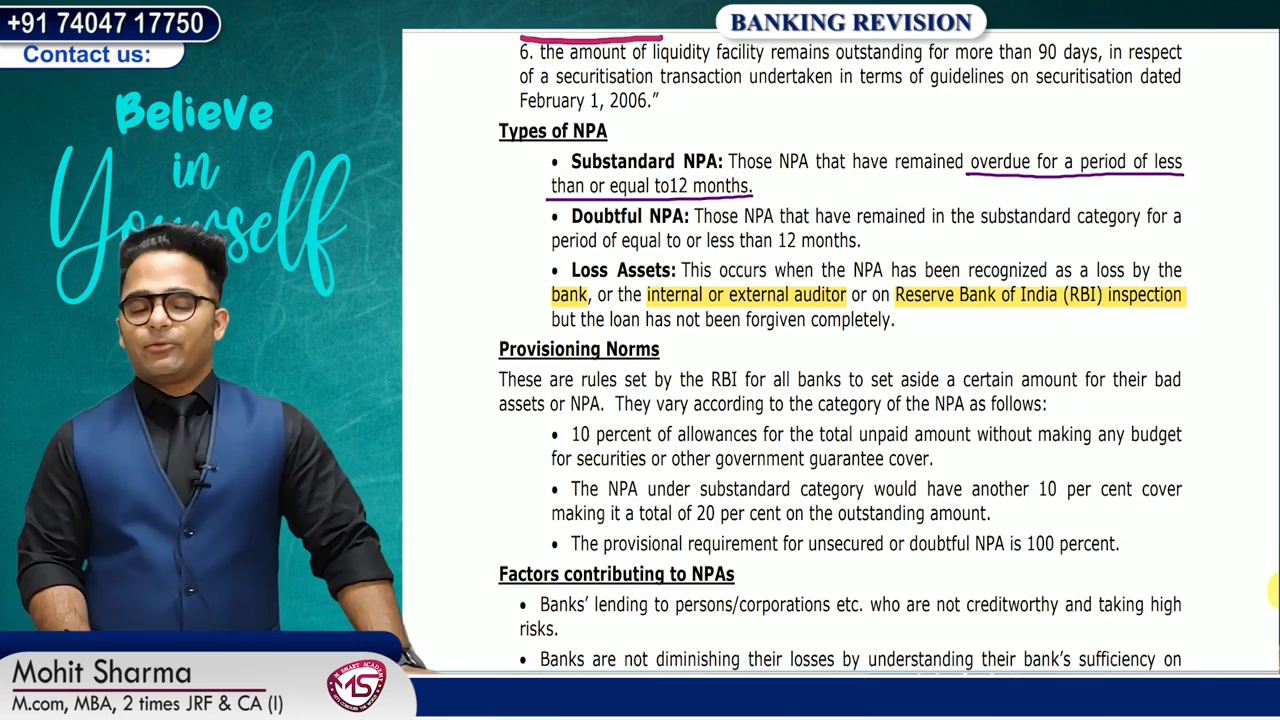 +91 74047 17750
Contact us:
BANKING REVISION
Believe
in
Yourself
6. the amount of liquidity facility remains outstanding for more than 90 days, in respect
of a securitisation transaction undertaken in terms of guidelines on securitisation dated
February 1, 2006.”
Types of NPA
• Substandard NPA: Those NPA that have remained overdue for a period of less
than or equal to12 months.
• Doubtful NPA: Those NPA that have remained in the substandard category for a
period of equal to or less than 12 months.
• Loss Assets: This occurs when the NPA has been recognized as a loss by the
bank, or the internal or external auditor or on Reserve Bank of India (RBI) inspection
but the loan has not been forgiven completely.
Provisioning Norms
These are rules set by the RBI for all banks to set aside a certain amount for their bad
assets or NPA. They vary according to the category of the NPA as follows:
• 10 percent of allowances for the total unpaid amount without making any budget
for securities or other government guarantee cover.
• The NPA under substandard category would have another 10 per cent cover
making it a total of 20 per cent on the outstanding amount.
• The provisional requirement for unsecured or doubtful NPA is 100 percent.
Factors contributing to NPAs
• Banks’ lending to persons/corporations etc. who are not creditworthy and taking high
risks.
• Banks are not diminishing their losses by understanding their bank’s sufficiency on
Mohit Sharma
M.com, MBA, 2 times JRF & CA (I)
MS